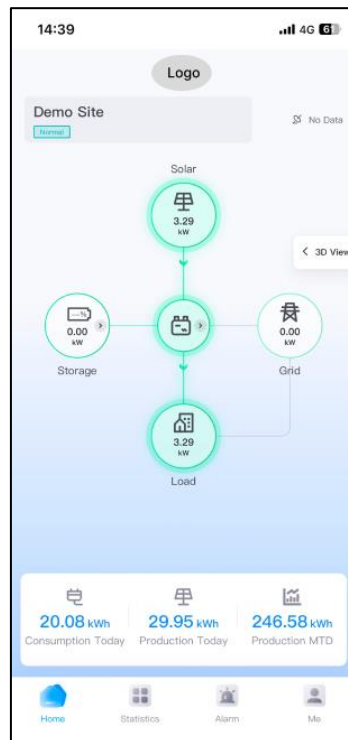 14:39
4G 61
Logo
Demo Site
Normal
No Data
Solar
3.29
kW
3D View
--%
0.00
kW
0.00
kW
Storage
Grid
3.29
kW
Load
20.08 kWh
29.95 kWh
246.58 kWh
Consumption Today
Production Today
Production MTD
Home
Statistics
Alarm
Me